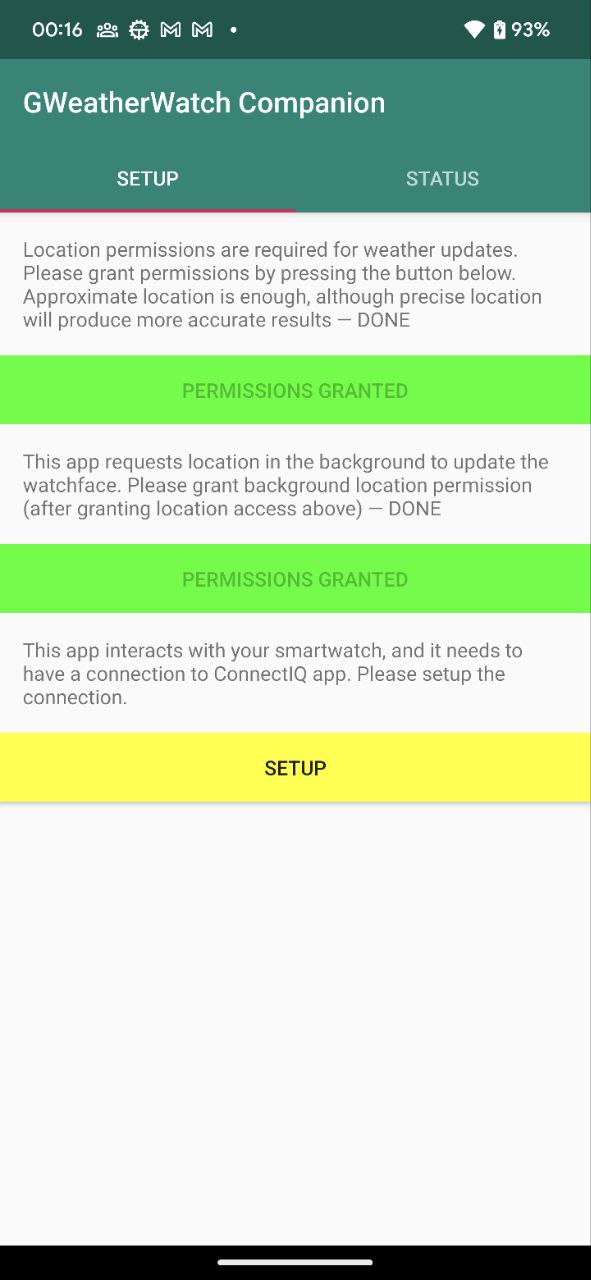 00:16 93%
GWeatherWatch Companion
SETUP STATUS
Location permissions are required for weather updates.
Please grant permissions by pressing the button below.
Approximate location is enough, although precise location
will produce more accurate results — DONE
PERMISSIONS GRANTED
This app requests location in the background to update the
watchface. Please grant background location permission
(after granting location access above) — DONE
PERMISSIONS GRANTED
This app interacts with your smartwatch, and it needs to
have a connection to ConnectIQ app. Please setup the
connection.
SETUP